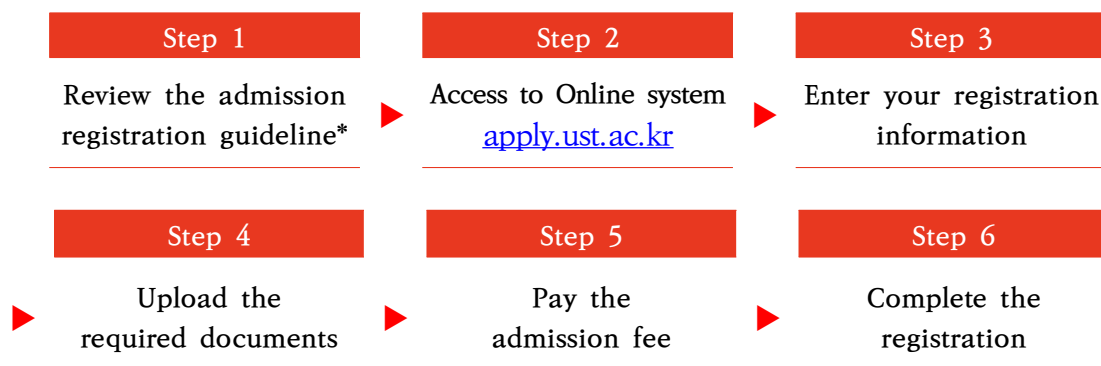 Step 1
Review the admission
registration guideline*
Step 2
Access to Online system
apply.ust.ac.kr
Step 3
Enter your registration
information
Step 4
Upload the
required documents
Step 5
Pay the
admission fee
Step 6
Complete the
registration